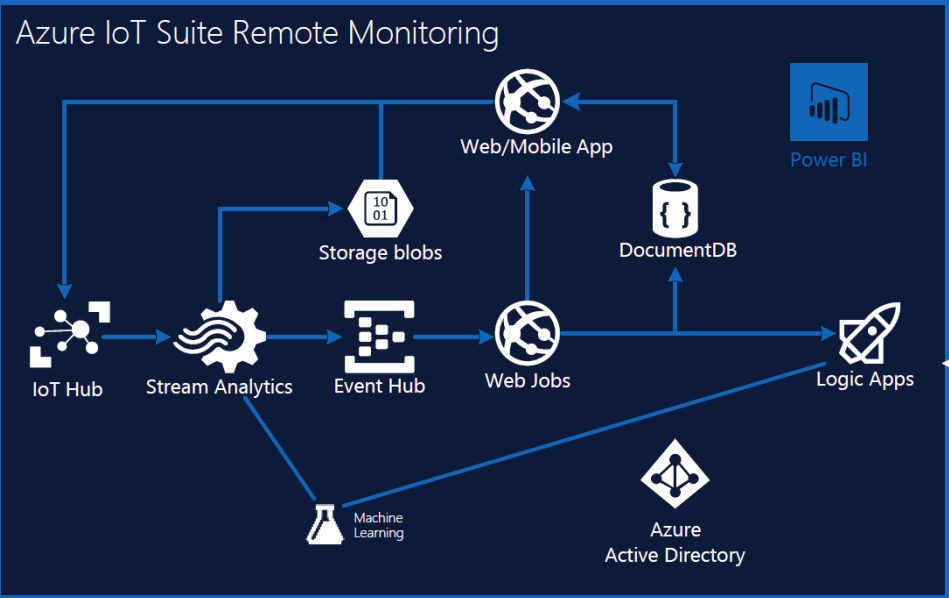 Azure IoT Suite Remote Monitoring
Web/Mobile App
Power BI
10
01
Storage blobs
{ }
DocumentDB
IoT Hub
Stream Analytics
Event Hub
Web Jobs
Logic Apps
Machine
Learning
Azure
Active Directory